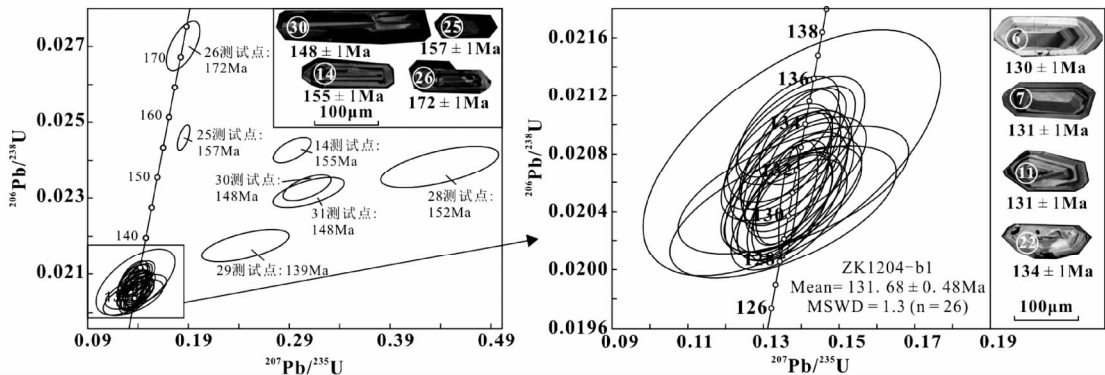 0.027
0.025
0.023
0.021
²⁰⁶Pb/²³⁸U
0.09
0.19
0.29
0.39
0.49
²⁰⁷Pb/²³⁵U
170
160
150
140
26测试点:
172Ma
25测试点:
157Ma
14测试点:
155Ma
30测试点:
148Ma
31测试点:
148Ma
28测试点:
152Ma
29测试点:139Ma
30
148 ± 1Ma
25
157 ± 1Ma
14
155 ± 1Ma
26
172 ± 1Ma
100μm
0.0216
0.0212
0.0208
0.0204
0.0200
0.0196
²⁰⁶Pb/²³⁸U
0.09
0.11
0.13
0.15
0.17
0.19
²⁰⁷Pb/²³⁵U
138
136
134
132
130
128
126
ZK1204-b1
Mean= 131. 68 ± 0. 48Ma
MSWD = 1.3 (n = 26)
6
130 ± 1Ma
7
131 ± 1Ma
11
131 ± 1Ma
22
134 ± 1Ma
100μm